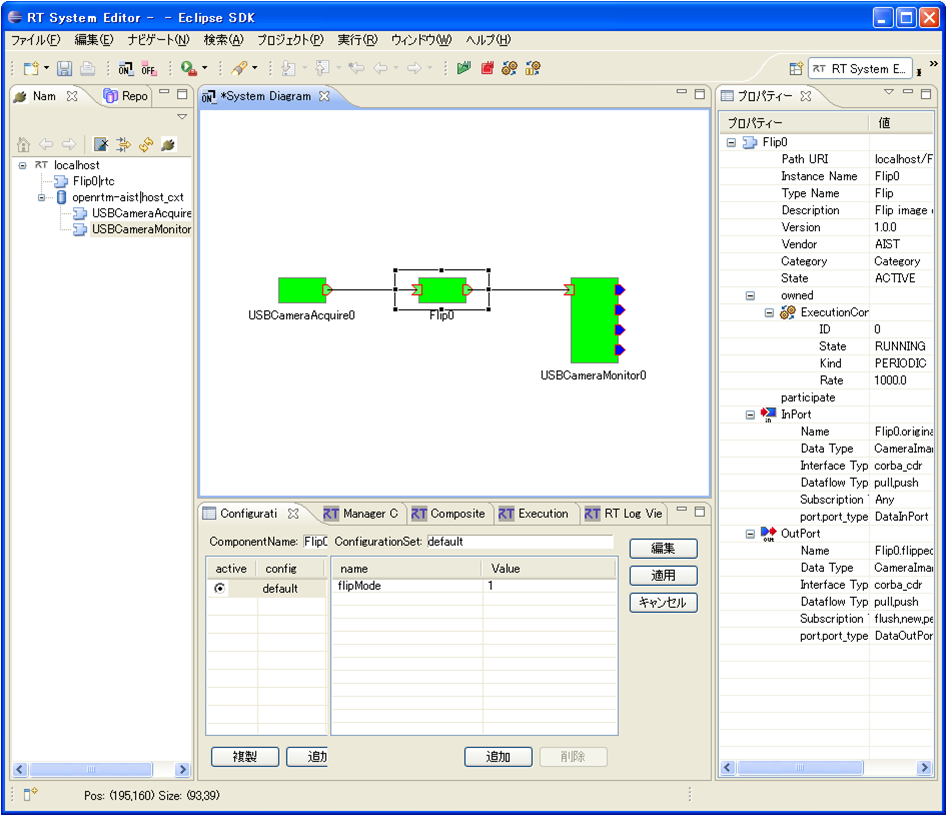 RT System Editor - - Eclipse SDK
ファイル(F) 編集(E) ナビゲート(N) 検索(A) プロジェクト(P) 実行(R) ウィンドウ(W) ヘルプ(H)
ON OFF RT System E... »
Nam Repo
localhost
Flip0|rtc
openrtm-aist|host_cxt
USBCameraAcquire
USBCameraMonitor
*System Diagram
USBCameraAcquire0
Flip0
USBCameraMonitor0
Configurati Manager C Composite Execution RT Log Vie
ComponentName: Flip0 ConfigurationSet: default
active config name Value
default flipMode 1
編集
適用
キャンセル
複製 追加 追加 削除
プロパティー
プロパティー 値
Flip0
Path URI localhost/F
Instance Name Flip0
Type Name Flip
Description Flip image
Version 1.0.0
Vendor AIST
Category Category
State ACTIVE
owned
ExecutionCon
ID 0
State RUNNING
Kind PERIODIC
Rate 1000.0
participate
InPort
Name Flip0.origina
Data Type CameraIma
Interface Typ corba_cdr
Dataflow Typ pull,push
Subscription Any
port.port_type DataInPort
OutPort
Name Flip0.flipped
Data Type CameraIma
Interface Typ corba_cdr
Dataflow Typ pull,push
Subscription flush,new,pe
port.port_type DataOutPor
Pos: (195,160) Size: (93,39)